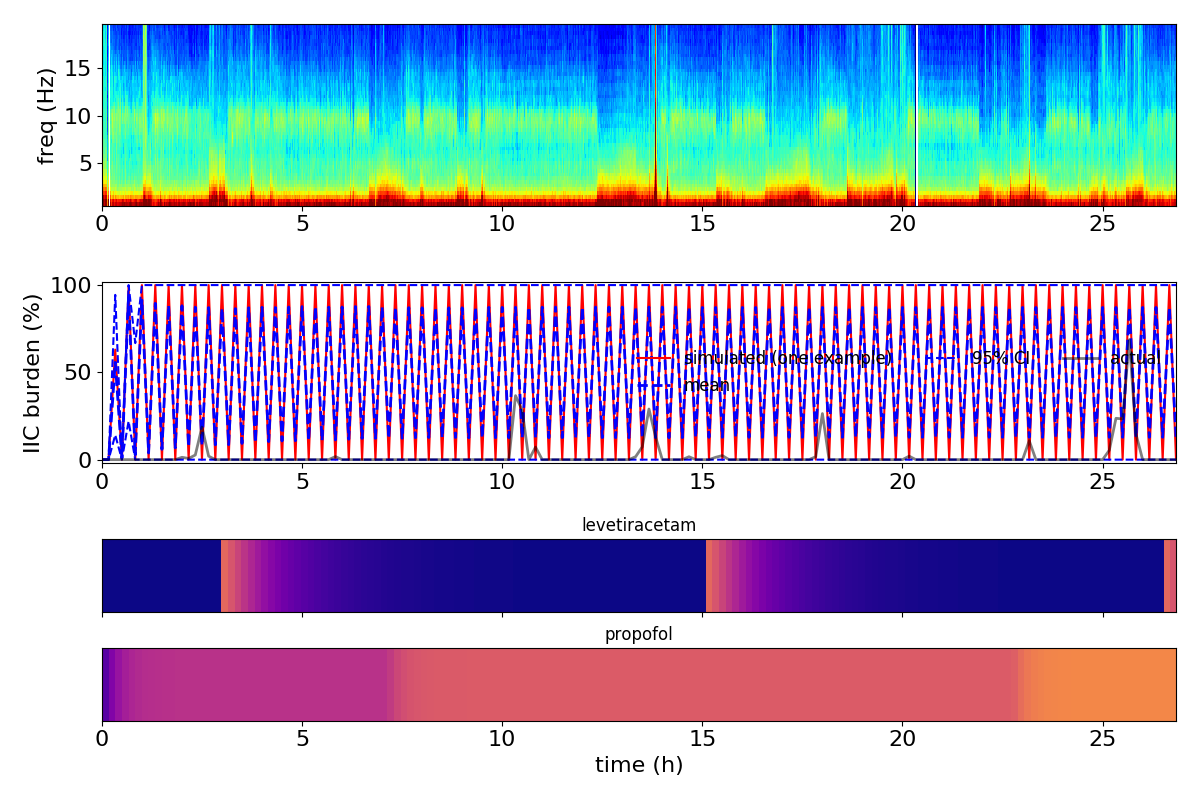 freq (Hz)
15
10
5
0 5 10 15 20 25
IIC burden (%)
100
50
0
simulated (one example) 95% CI actual
mean
0 5 10 15 20 25
levetiracetam
propofol
0 5 10 15 20 25
time (h)